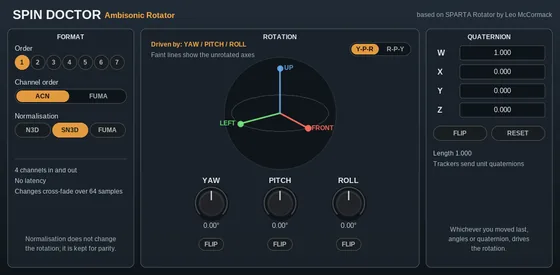 SPIN DOCTOR Ambisonic Rotator
based on SPARTA Rotator by Leo McCormack
FORMAT
Order
1 2 3 4 5 6 7
Channel order
ACN FUMA
Normalisation
N3D SN3D FUMA
4 channels in and out
No latency
Changes cross-fade over 64 samples
Normalisation does not change
the rotation; it is kept for parity.
ROTATION
Driven by: YAW / PITCH / ROLL
Faint lines show the unrotated axes
Y-P-R R-P-Y
UP
LEFT
FRONT
YAW PITCH ROLL
0.00° 0.00° 0.00°
FLIP FLIP FLIP
QUATERNION
W 1.000
X 0.000
Y 0.000
Z 0.000
FLIP RESET
Length 1.000
Trackers send unit quaternions
Whichever you moved last,
angles or quaternion, drives
the rotation.